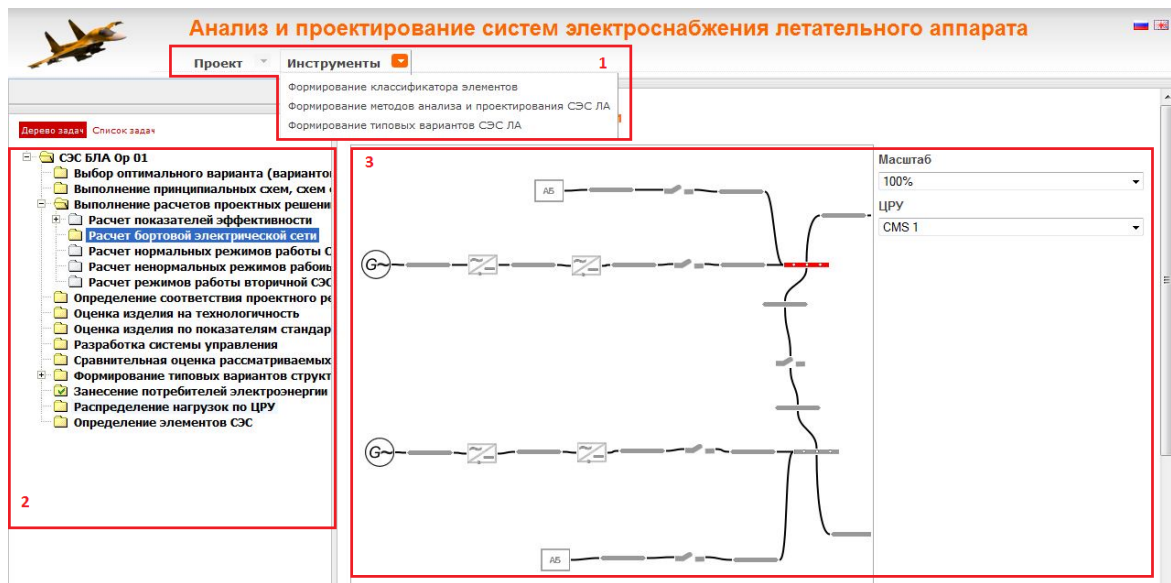 Анализ и проектирование систем электроснабжения летательного аппарата
Проект Инструменты 1
Формирование классификатора элементов
Формирование методов анализа и проектирования СЭС ЛА
Формирование типовых вариантов СЭС ЛА
Дерево задач Список задач
СЭС БЛА Ор 01
Выбор оптимального варианта (варианто
Выполнение принципиальных схем, схем
Выполнение расчетов проектных решени
Расчет показателей эффективности
Расчет бортовой электрической сети
Расчет нормальных режимов работы С
Расчет ненормальных режимов рабоиь
Расчет режимов работы вторичной СЭС
Определение соответствия проектного ре
Оценка изделия на технологичность
Оценка изделия по показателям стандар
Разработка системы управления
Сравнительная оценка рассматриваемых
Формирование типовых вариантов структ
Занесение потребителей электроэнергии
Распределение нагрузок по ЦРУ
Определение элементов СЭС
2
3
АБ
G
G
АБ
Масштаб
100%
ЦРУ
CMS 1